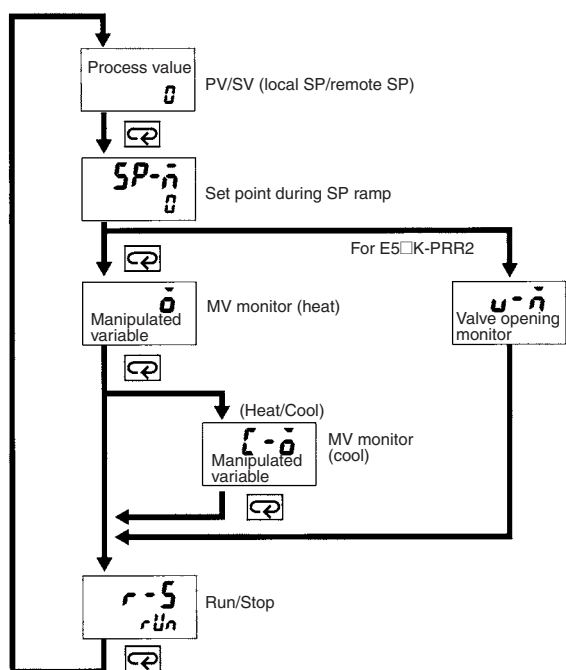 Process value
0
PV/SV (local SP/remote SP)
SP-m
0
Set point during SP ramp
For E5□K-PRR2
o
Manipulated
variable
MV monitor (heat)
u-m
Valve opening
monitor
(Heat/Cool)
C-o
Manipulated
variable
MV monitor
(cool)
r-S
rUn
Run/Stop